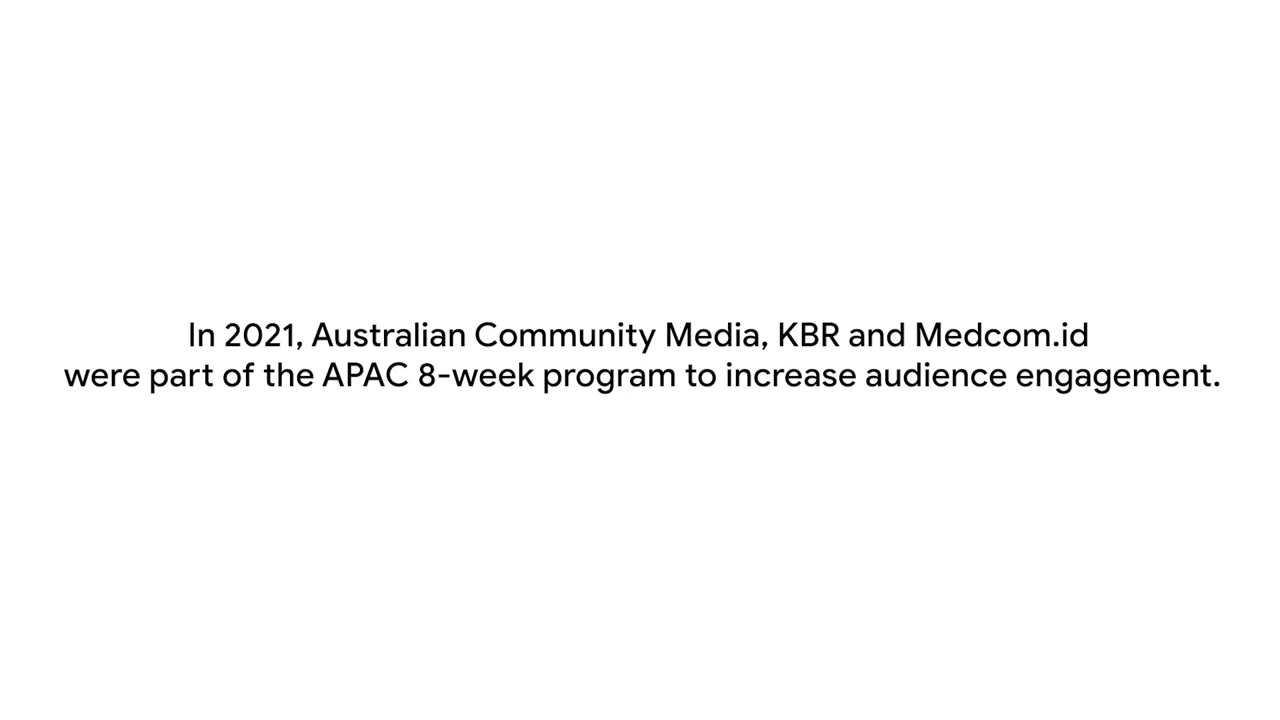 In 2021, Australian Community Media, KBR and Medcom.id
were part of the APAC 8-week program to increase audience engagement.